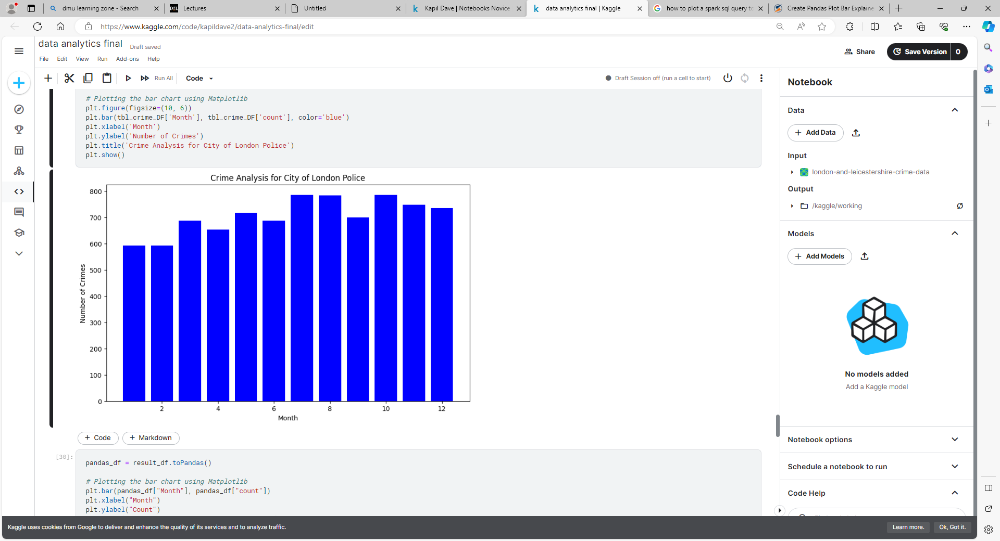 dmu learning zone - Search
D2L Lectures
Untitled
Kapil Dave | Notebooks Novice
data analytics final | Kaggle
how to plot a spark sql query to
Create Pandas Plot Bar Explaine
https://www.kaggle.com/code/kapildave2/data-analytics-final/edit
data analytics final
Draft saved
File Edit View Run Add-ons Help
Share
Save Version 0
Run All
Code
Draft Session off (run a cell to start)
# Plotting the bar chart using Matplotlib
plt.figure(figsize=(10, 6))
plt.bar(tbl_crime_DF['Month'], tbl_crime_DF['count'], color='blue')
plt.xlabel('Month')
plt.ylabel('Number of Crimes')
plt.title('Crime Analysis for City of London Police')
plt.show()
Crime Analysis for City of London Police
800
700
600
500
400
300
200
100
0
Number of Crimes
2 4 6 8 10 12
Month
+ Code
+ Markdown
[30]:
pandas_df = result_df.toPandas()
# Plotting the bar chart using Matplotlib
plt.bar(pandas_df["Month"], pandas_df["count"])
plt.xlabel("Month")
plt.ylabel("Count")
Notebook
Data
+ Add Data
Input
london-and-leicestershire-crime-data
Output
/kaggle/working
Models
+ Add Models
No models added
Add a Kaggle model
Notebook options
Schedule a notebook to run
Code Help
Kaggle uses cookies from Google to deliver and enhance the quality of its services and to analyze traffic.
Learn more.
Ok, Got it.